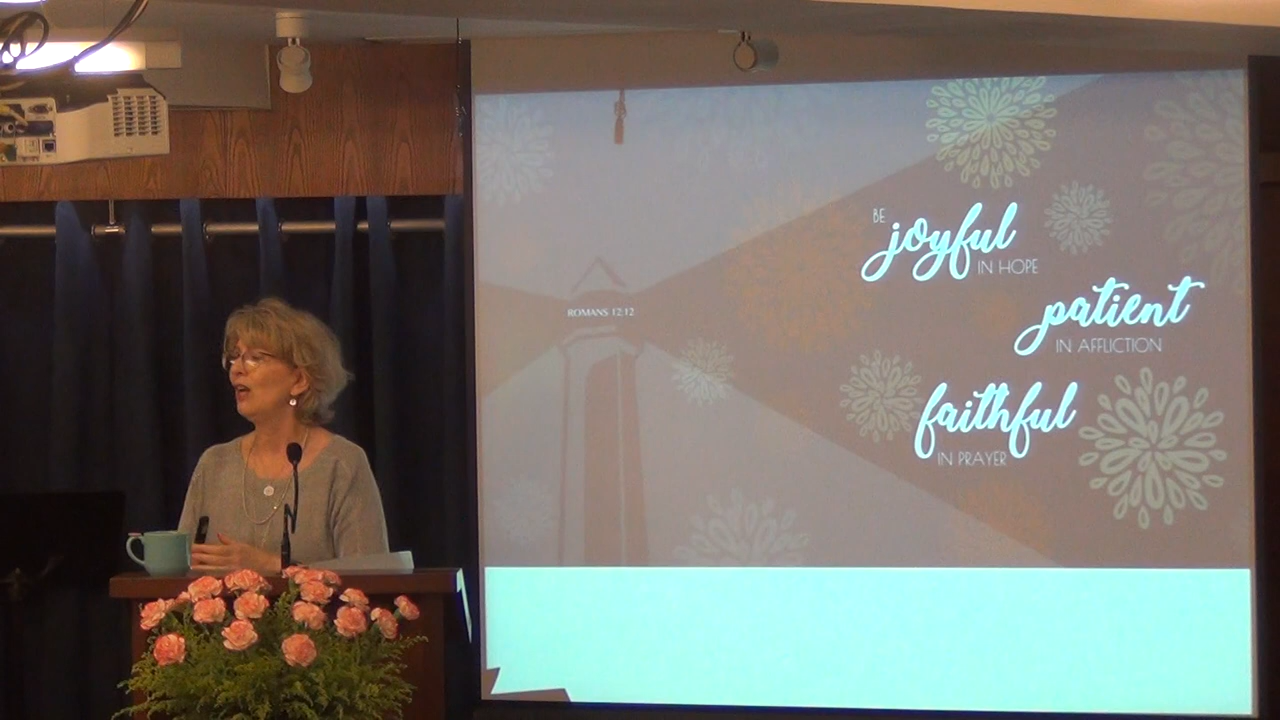 BE
joyful
IN HOPE
ROMANS 12:12
patient
IN AFFLICTION
faithful
IN PRAYER